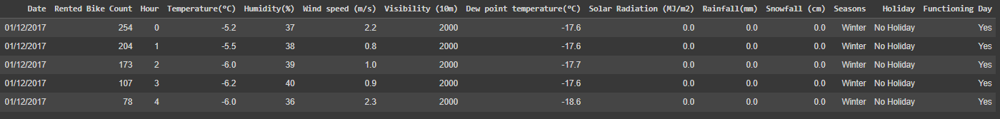 Date Rented Bike Count Hour Temperature(°C) Humidity(%) Wind speed (m/s) Visibility (10m) Dew point temperature(°C) Solar Radiation (MJ/m2) Rainfall(mm) Snowfall (cm) Seasons Holiday Functioning Day
01/12/2017 254 0 -5.2 37 2.2 2000 -17.6 0.0 0.0 0.0 Winter No Holiday Yes
01/12/2017 204 1 -5.5 38 0.8 2000 -17.6 0.0 0.0 0.0 Winter No Holiday Yes
01/12/2017 173 2 -6.0 39 1.0 2000 -17.7 0.0 0.0 0.0 Winter No Holiday Yes
01/12/2017 107 3 -6.2 40 0.9 2000 -17.6 0.0 0.0 0.0 Winter No Holiday Yes
01/12/2017 78 4 -6.0 36 2.3 2000 -18.6 0.0 0.0 0.0 Winter No Holiday Yes